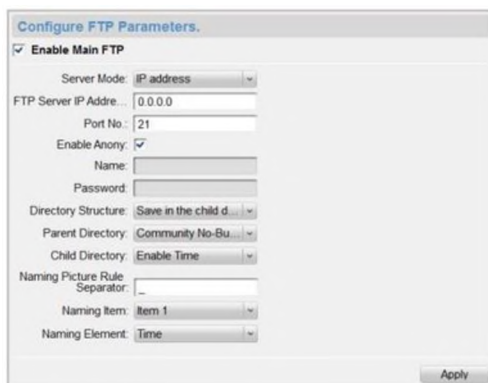 Configure FTP Parameters.
Enable Main FTP
Server Mode: IP address
FTP Server IP Addre... 0.0.0.0
Port No.: 21
Enable Anony:
Name:
Password:
Directory Structure: Save in the child d...
Parent Directory: Community No-Bu...
Child Directory: Enable Time
Naming Picture Rule
Separator: _
Naming Item: Item 1
Naming Element: Time
Apply